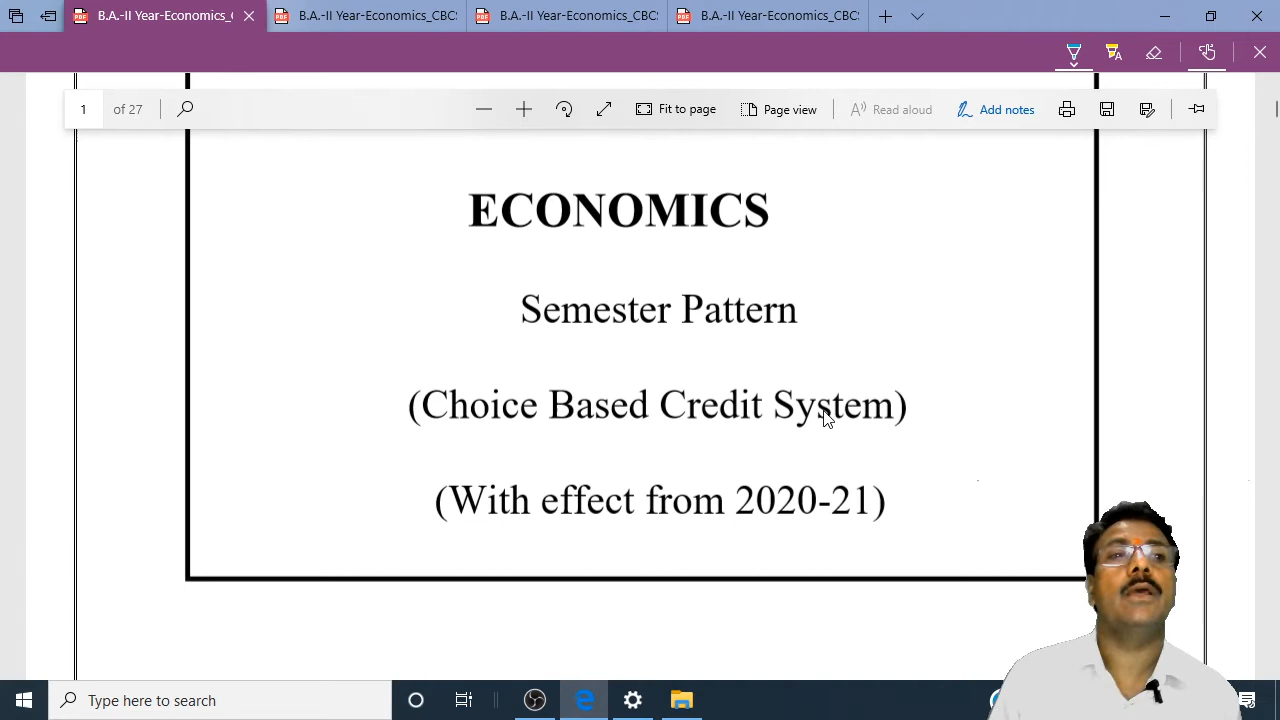 B.A.-II Year-Economics_C
B.A.-II Year-Economics_CBC
B.A.-II Year-Economics_CBC
B.A.-II Year-Economics_CBC
1 of 27
Fit to page
Page view
Read aloud
Add notes
ECONOMICS
Semester Pattern
(Choice Based Credit System)
(With effect from 2020-21)
Type here to search